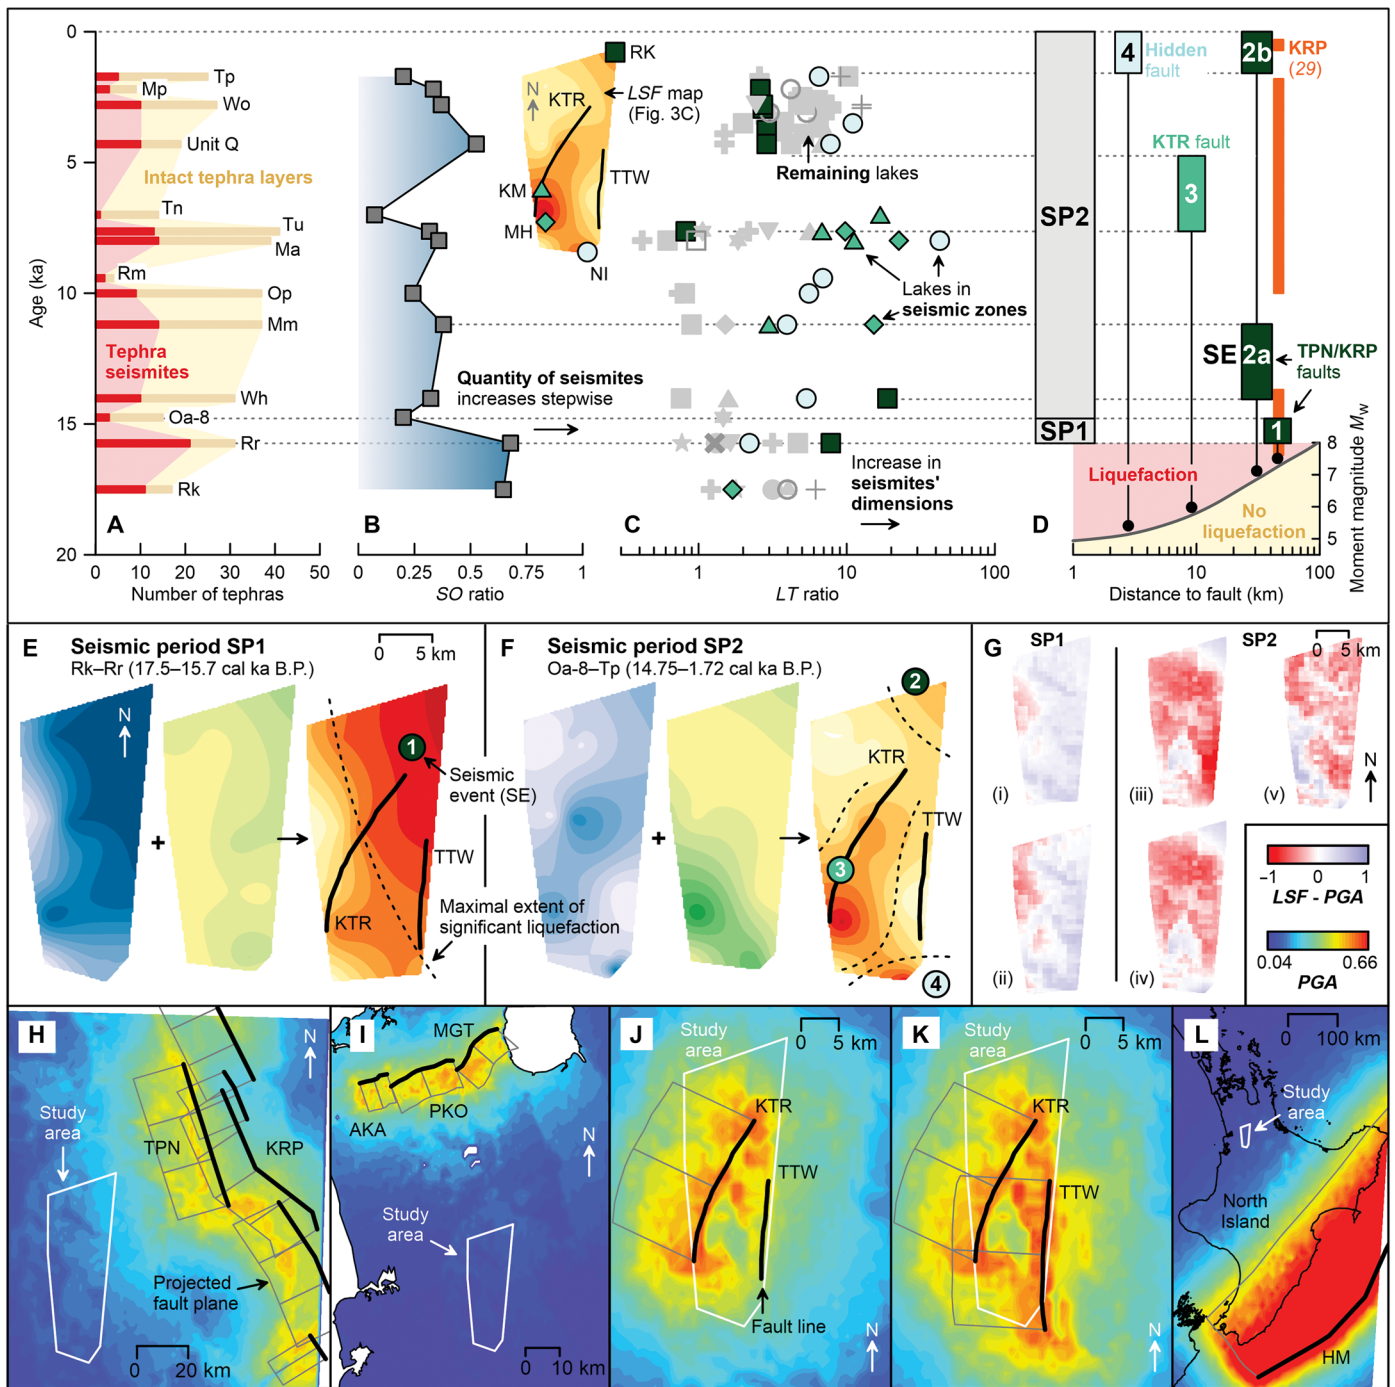 0
5
10
15
20
Age (ka)
Tp
Mp
Wo
Unit Q
Intact tephra layers
Tn
Tu
Ma
Rm
Op
Mm
Tephra
seismites
Wh
Oa-8
Rr
Rk
A
0 10 20 30 40 50
Number of tephras
RK
N
KTR
LSF map
(Fig. 3C)
TTW
KM
MH
NI
Quantity of seismites
increases stepwise
B
0 0.25 0.5 0.75 1
SO ratio
Remaining lakes
Lakes in
seismic zones
Increase in
seismites'
dimensions
C
1 10 100
LT ratio
SP2
SP1
4
Hidden
fault
2b
KRP
(29)
KTR fault
3
SE
2a
TPN/KRP
faults
1
Liquefaction
No
liquefaction
D
8
7
6
5
Moment magnitude Mw
1 10 100
Distance to fault (km)
E
Seismic period SP1
Rk–Rr (17.5–15.7 cal ka B.P.)
0 5 km
N
+
1
Seismic
event (SE)
TTW
KTR
Maximal extent of
significant liquefaction
F
Seismic period SP2
Oa-8–Tp (14.75–1.72 cal ka B.P.)
2
KTR
TTW
+
3
4
G
SP1
SP2
0 5 km
N
(i)
(iii)
(v)
(ii)
(iv)
−1 0 1
LSF - PGA
0.04 0.66
PGA
H
N
Study
area
TPN
KRP
Projected
fault plane
0 20 km
I
MGT
PKO
AKA
N
Study
area
0 10 km
J
Study
area
0 5 km
KTR
TTW
Fault line
N
K
Study
area
0 5 km
KTR
TTW
N
L
0 100 km
Study
area
North
Island
HM